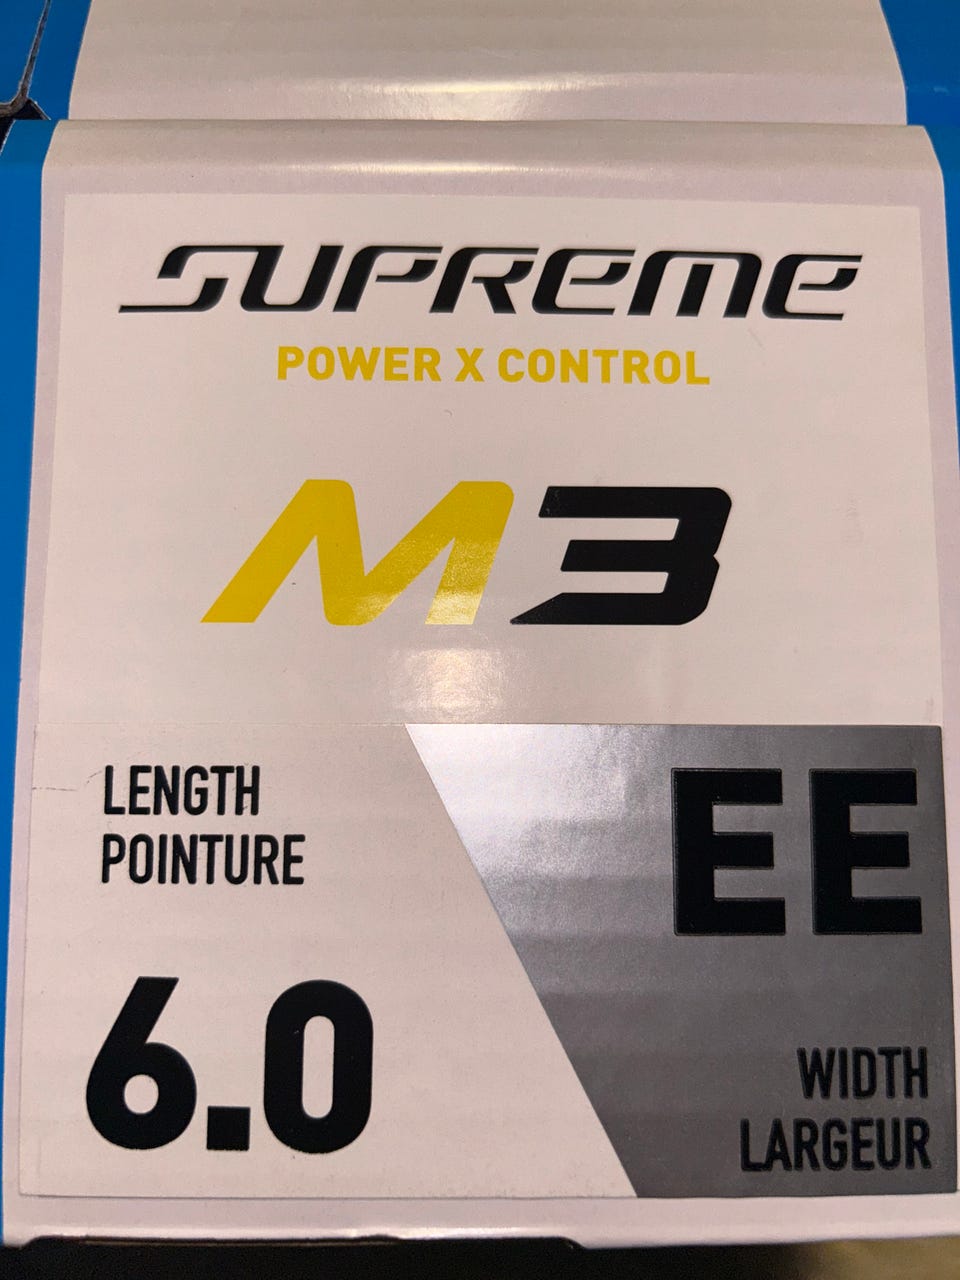 SUPREME
POWER X CONTROL
M3
LENGTH
POINTURE
6.0
EE
WIDTH
LARGEUR